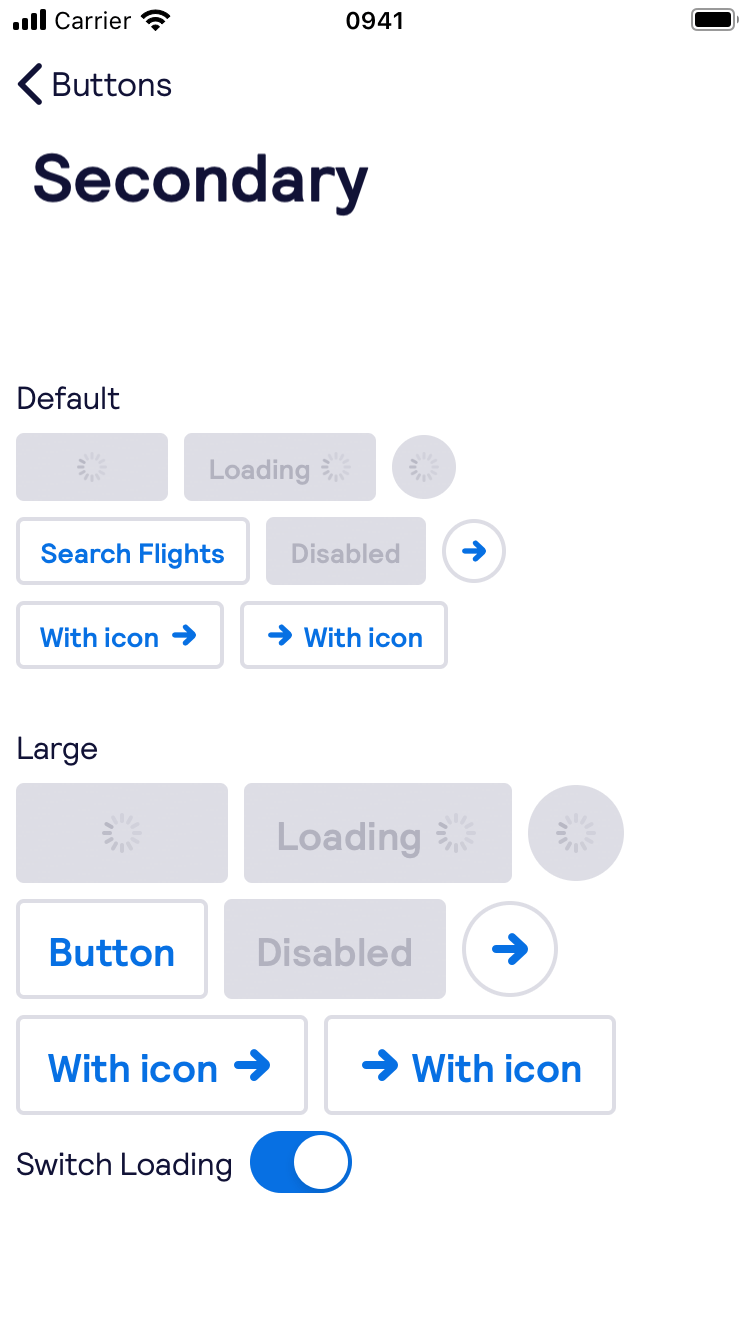 Carrier 0941
Buttons
Secondary
Default
Loading
Search Flights Disabled
With icon With icon
Large
Loading
Button Disabled
With icon With icon
Switch Loading